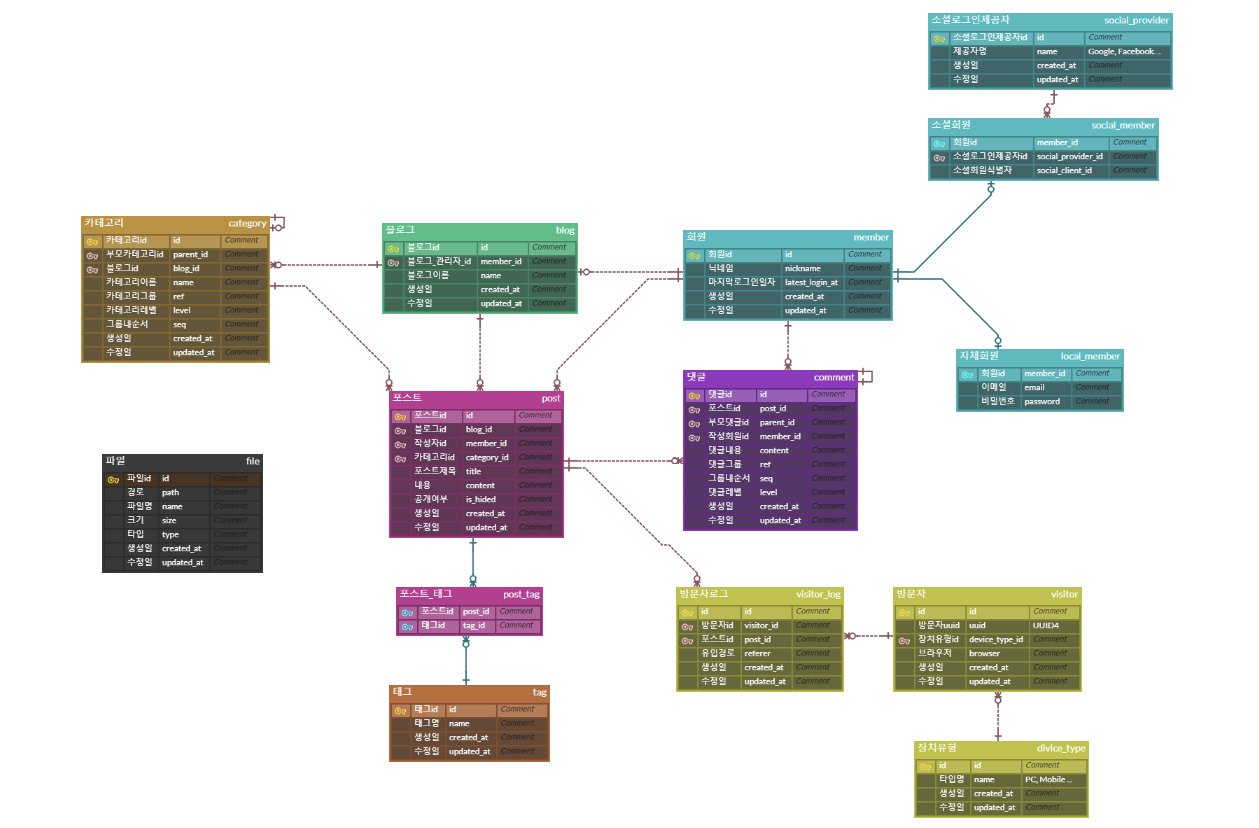 소셜로그인제공자 social_provider
소셜로그인제공자id id Comment
제공자명 name Google, Facebook...
생성일 created_at Comment
수정일 updated_at Comment
소셜회원 social_member
회원id member_id Comment
소셜로그인제공자id social_provider_id Comment
소셜회원식별자 social_client_id Comment
카테고리 category
카테고리id id Comment
부모카테고리id parent_id Comment
블로그id blog_id Comment
카테고리이름 name Comment
카테고리그룹 ref Comment
카테고리레벨 level Comment
그룹내순서 seq Comment
생성일 created_at Comment
수정일 updated_at Comment
블로그 blog
블로그id id Comment
블로그_관리자_id member_id Comment
블로그이름 name Comment
생성일 created_at Comment
수정일 updated_at Comment
회원 member
회원id id Comment
닉네임 nickname Comment
마지막로그인일자 latest_login_at Comment
생성일 created_at Comment
수정일 updated_at Comment
자체회원 local_member
회원id member_id Comment
이메일 email Comment
비밀번호 password Comment
포스트 post
포스트id id Comment
블로그id blog_id Comment
작성자id member_id Comment
카테고리id category_id Comment
포스트제목 title Comment
내용 content Comment
공개여부 is_hided Comment
생성일 created_at Comment
수정일 updated_at Comment
댓글 comment
댓글id id Comment
포스트id post_id Comment
부모댓글id parent_id Comment
작성회원id member_id Comment
댓글내용 content Comment
댓글그룹 ref Comment
그룹내순서 seq Comment
댓글레벨 level Comment
생성일 created_at Comment
수정일 updated_at Comment
파일 file
파일id id Comment
경로 path Comment
파일명 name Comment
크기 size Comment
타입 type Comment
생성일 created_at Comment
수정일 updated_at Comment
포스트_태그 post_tag
포스트id post_id Comment
태그id tag_id Comment
태그 tag
태그id id Comment
태그명 name Comment
생성일 created_at Comment
수정일 updated_at Comment
방문자로그 visitor_log
id id Comment
방문자id visitor_id Comment
포스트id post_id Comment
유입경로 referer Comment
생성일 created_at Comment
수정일 updated_at Comment
방문자 visitor
id id Comment
방문자uuid uuid UUID4
장치유형id device_type_id Comment
브라우저 browser Comment
생성일 created_at Comment
수정일 updated_at Comment
장치유형 divice_type
id id Comment
타입명 name PC, Mobile ...
생성일 created_at Comment
수정일 updated_at Comment